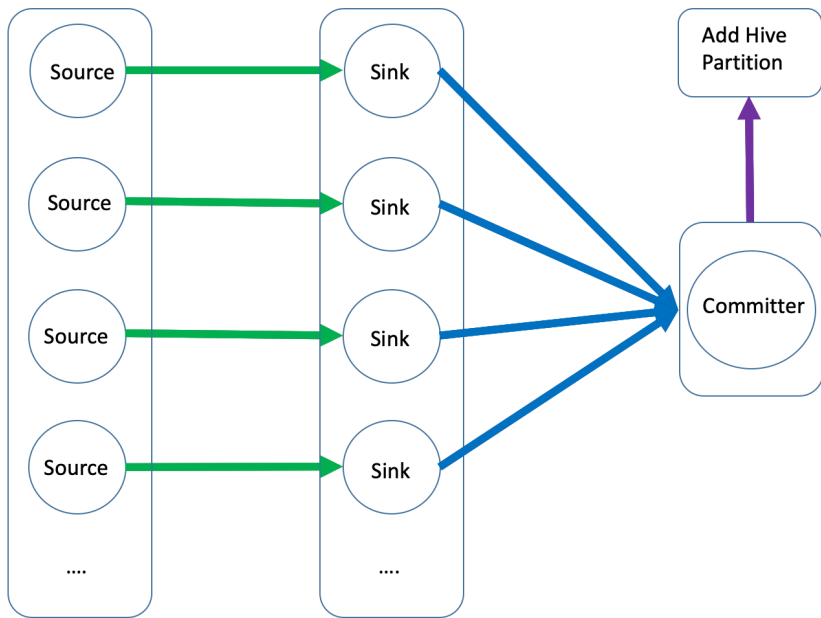 Source
Sink
Add Hive
Partition
Source
Sink
Committer
Source
Sink
Source
Sink
....
....